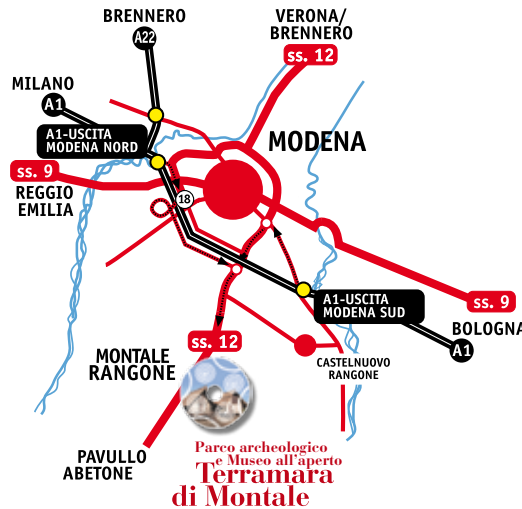 BRENNERO
A22
VERONA/
BRENNERO
ss. 12
MILANO
A1
A1-USCITA
MODENA NORD
MODENA
ss. 9
REGGIO
EMILIA
18
A1-USCITA
MODENA SUD
ss. 9
BOLOGNA
A1
ss. 12
MONTALE
RANGONE
CASTELNUOVO
RANGONE
PAVULLO
ABETONE
Parco archeologico
e Museo all'aperto
Terramara
di Montale